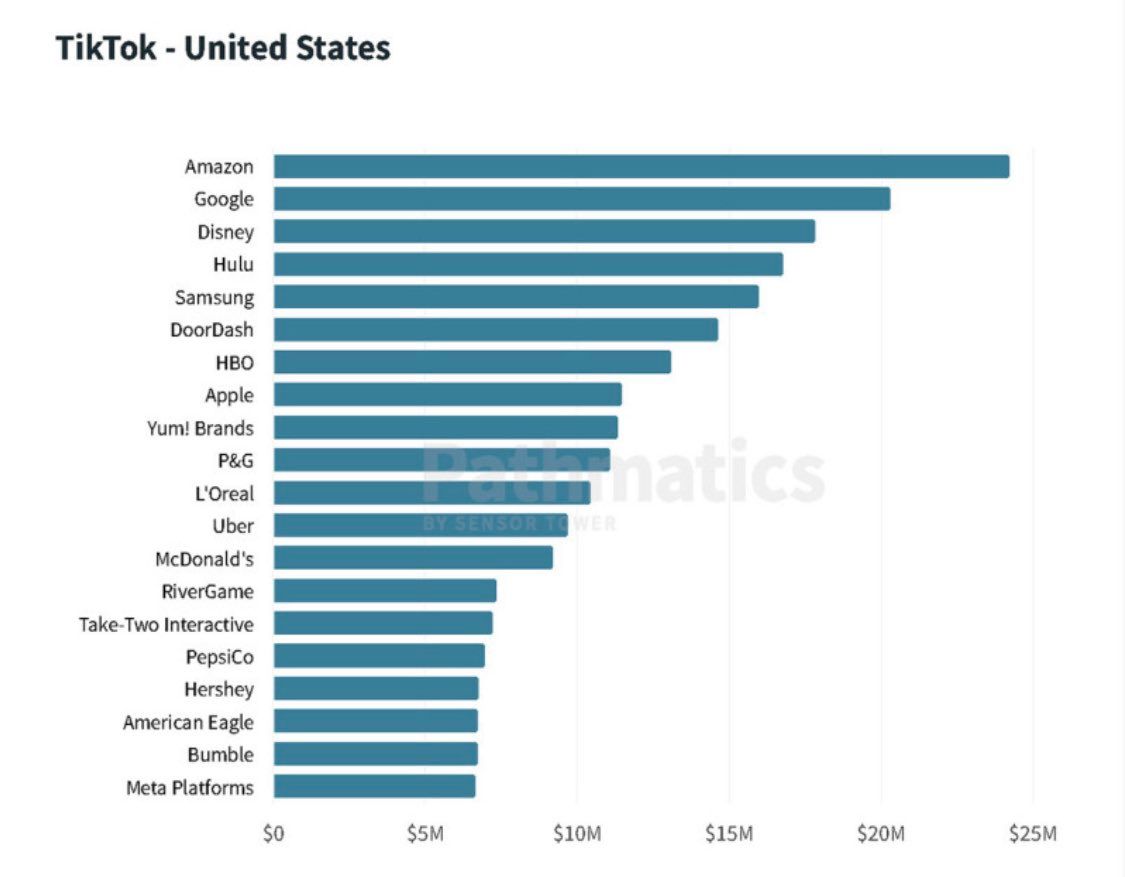 TikTok - United States
Amazon
Google
Disney
Hulu
Samsung
DoorDash
HBO
Apple
Yum! Brands
P&G
L'Oreal
Uber
McDonald's
RiverGame
Take-Two Interactive
PepsiCo
Hershey
American Eagle
Bumble
Meta Platforms
Pathmatics
BY SENSOR TOWER
$0 $5M $10M $15M $20M $25M